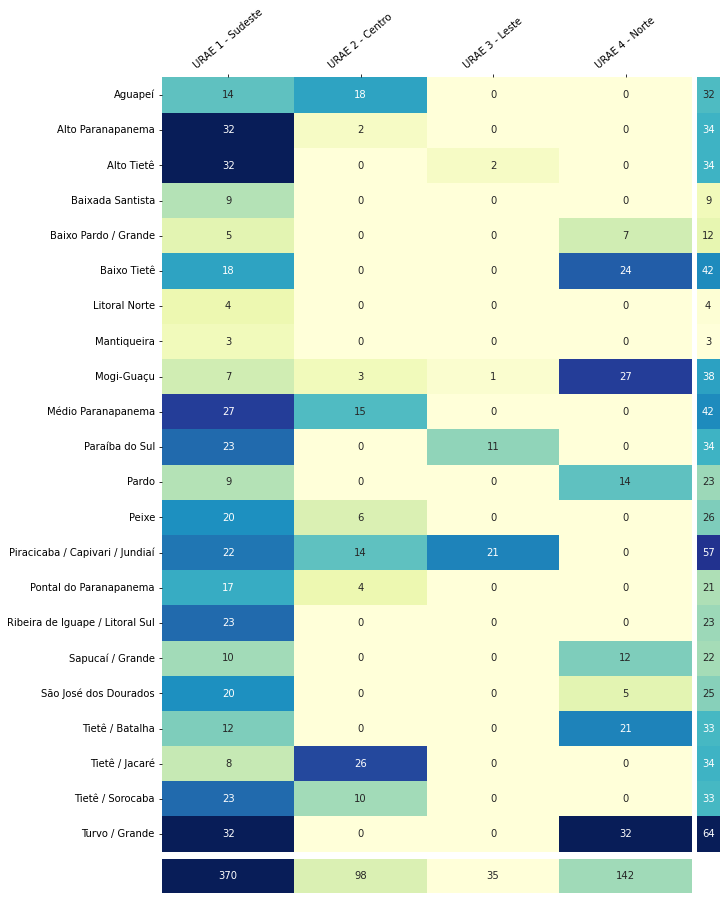 URAE 1 - Sudeste URAE 2 - Centro URAE 3 - Leste URAE 4 - Norte
Aguapeí 14 18 0 0 32
Alto Paranapanema 32 2 0 0 34
Alto Tietê 32 0 2 0 34
Baixada Santista 9 0 0 0 9
Baixo Pardo / Grande 5 0 0 7 12
Baixo Tietê 18 0 0 24 42
Litoral Norte 4 0 0 0 4
Mantiqueira 3 0 0 0 3
Mogi-Guaçu 7 3 1 27 38
Médio Paranapanema 27 15 0 0 42
Paraíba do Sul 23 0 11 0 34
Pardo 9 0 0 14 23
Peixe 20 6 0 0 26
Piracicaba / Capivari / Jundiaí 22 14 21 0 57
Pontal do Paranapanema 17 4 0 0 21
Ribeira de Iguape / Litoral Sul 23 0 0 0 23
Sapucaí / Grande 10 0 0 12 22
São José dos Dourados 20 0 0 5 25
Tietê / Batalha 12 0 0 21 33
Tietê / Jacaré 8 26 0 0 34
Tietê / Sorocaba 23 10 0 0 33
Turvo / Grande 32 0 0 32 64
370 98 35 142